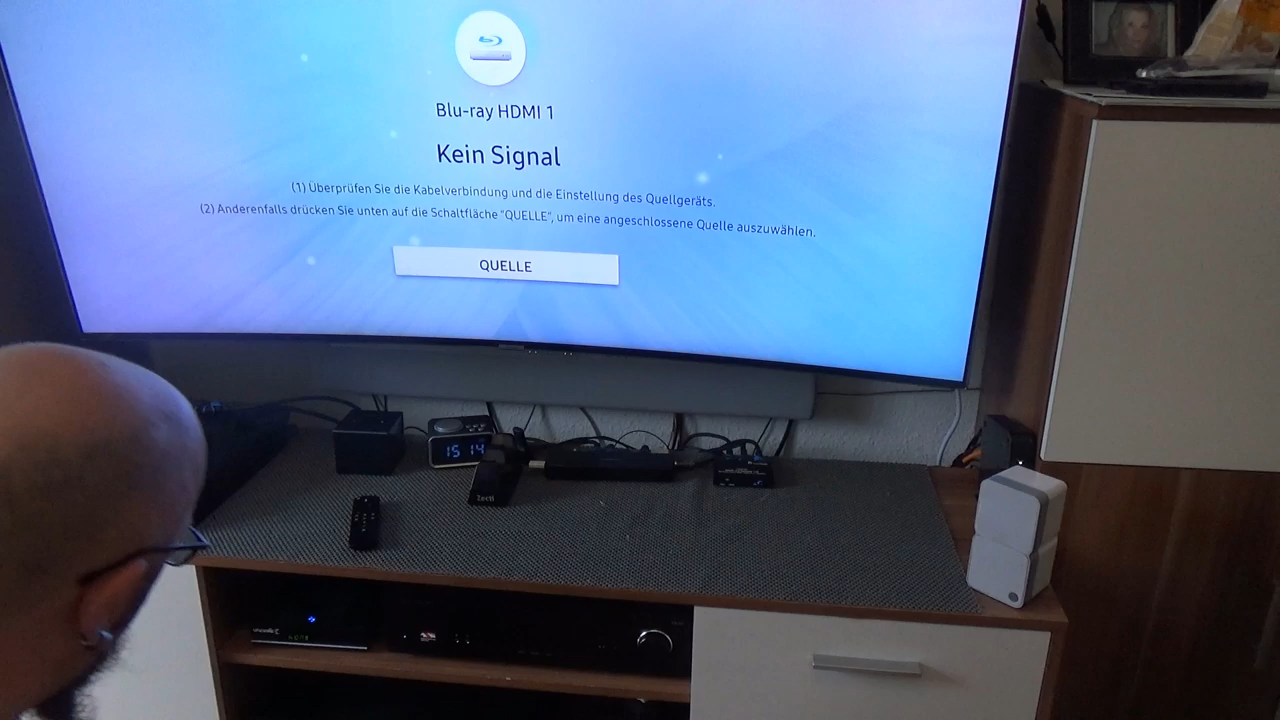 Blu-ray HDMI 1
Kein Signal
(1) Überprüfen Sie die Kabelverbindung und die Einstellung des Quellgeräts.
(2) Anderenfalls drücken Sie unten auf die Schaltfläche "QUELLE", um eine angeschlossene Quelle auszuwählen.
QUELLE
15 14